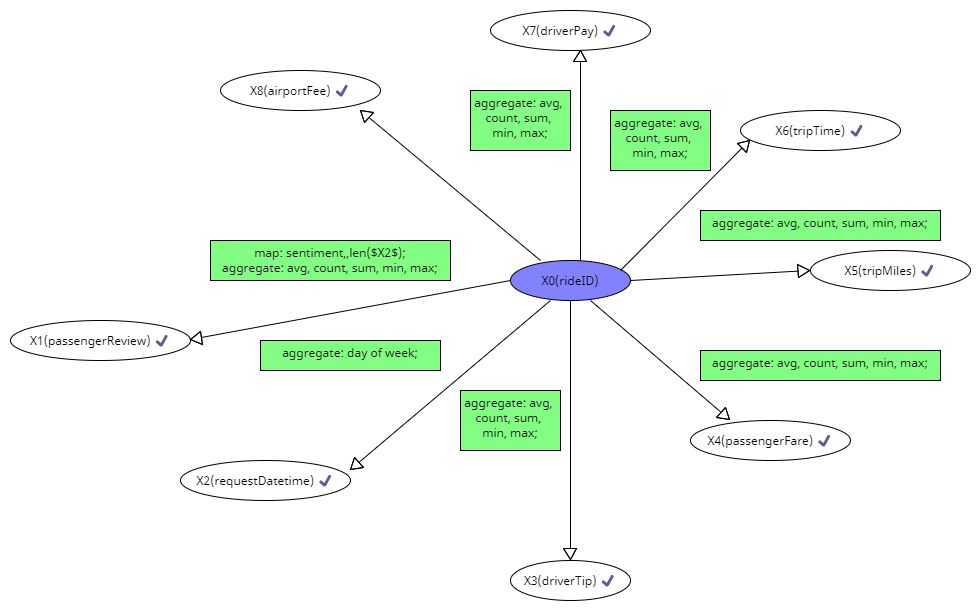 X7(driverPay)
X8(airportFee)
aggregate: avg,
count, sum,
min, max;
aggregate: avg,
count, sum,
min, max;
X6(tripTime)
aggregate: avg, count, sum, min, max;
map: sentiment,,len($X2$);
aggregate: avg, count, sum, min, max;
X0(rideID)
X5(tripMiles)
X1(passengerReview)
aggregate: day of week;
aggregate: avg, count, sum, min, max;
aggregate: avg,
count, sum,
min, max;
X4(passengerFare)
X2(requestDatetime)
X3(driverTip)